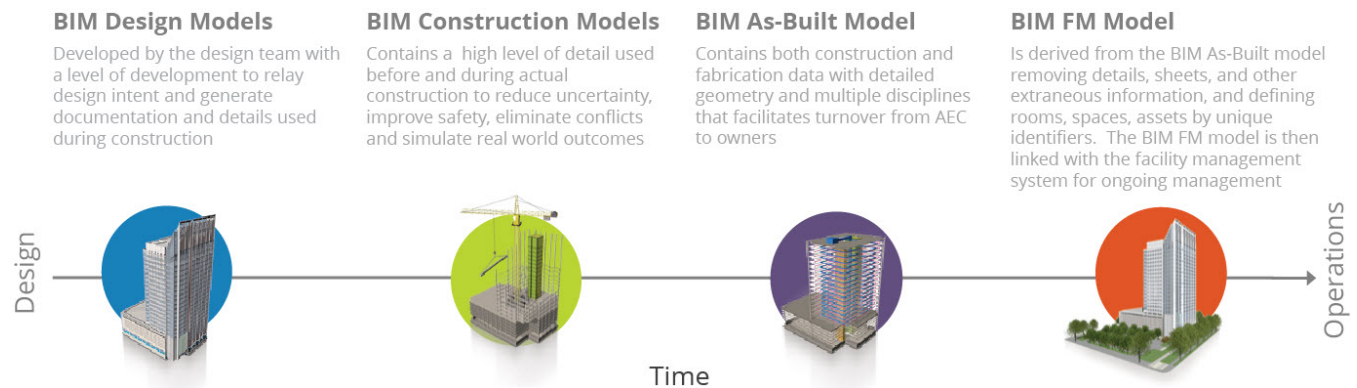 BIM Design Models
Developed by the design team with
a level of development to relay
design intent and generate
documentation and details used
during construction
BIM Construction Models
Contains a high level of detail used
before and during actual
construction to reduce uncertainty,
improve safety, eliminate conflicts
and simulate real world outcomes
BIM As-Built Model
Contains both construction and
fabrication data with detailed
geometry and multiple disciplines
that facilitates turnover from AEC
to owners
BIM FM Model
Is derived from the BIM As-Built model
removing details, sheets, and other
extraneous information, and defining
rooms, spaces, assets by unique
identifiers. The BIM FM model is then
linked with the facility management
system for ongoing management
Design
Operations
Time